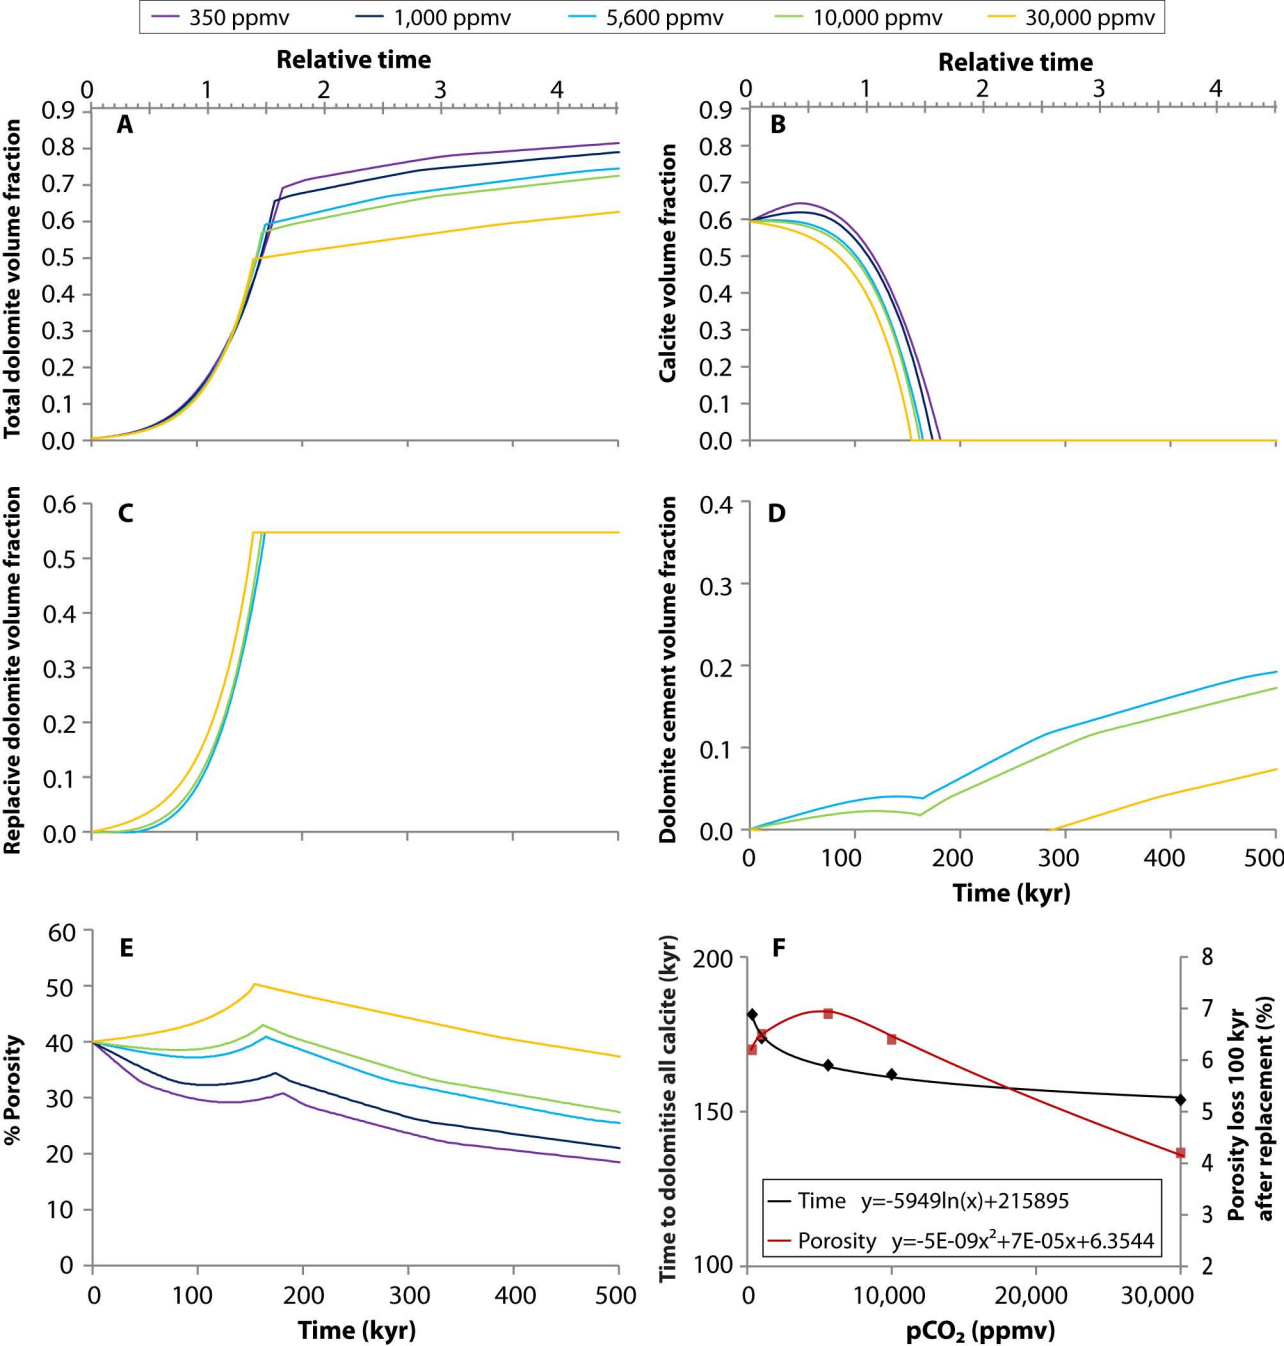 350 ppmv 1,000 ppmv 5,600 ppmv 10,000 ppmv 30,000 ppmv
Relative time
0 1 2 3 4
A
Total dolomite volume fraction
0.9
0.8
0.7
0.6
0.5
0.4
0.3
0.2
0.1
0.0
Relative time
0 1 2 3 4
B
Calcite volume fraction
0.9
0.8
0.7
0.6
0.5
0.4
0.3
0.2
0.1
0.0
C
Replacive dolomite volume fraction
0.6
0.5
0.4
0.3
0.2
0.1
0.0
D
Dolomite cement volume fraction
0.4
0.3
0.2
0.1
0.0
0 100 200 300 400 500
Time (kyr)
E
% Porosity
60
50
40
30
20
10
0
0 100 200 300 400 500
Time (kyr)
F
Time to dolomitise all calcite (kyr)
200
150
100
8
7
6
5
4
3
2
Porosity loss 100 kyr
after replacement (%)
Time y=-5949ln(x)+215895
Porosity y=-5E-09x²+7E-05x+6.3544
0 10,000 20,000 30,000
pCO₂ (ppmv)